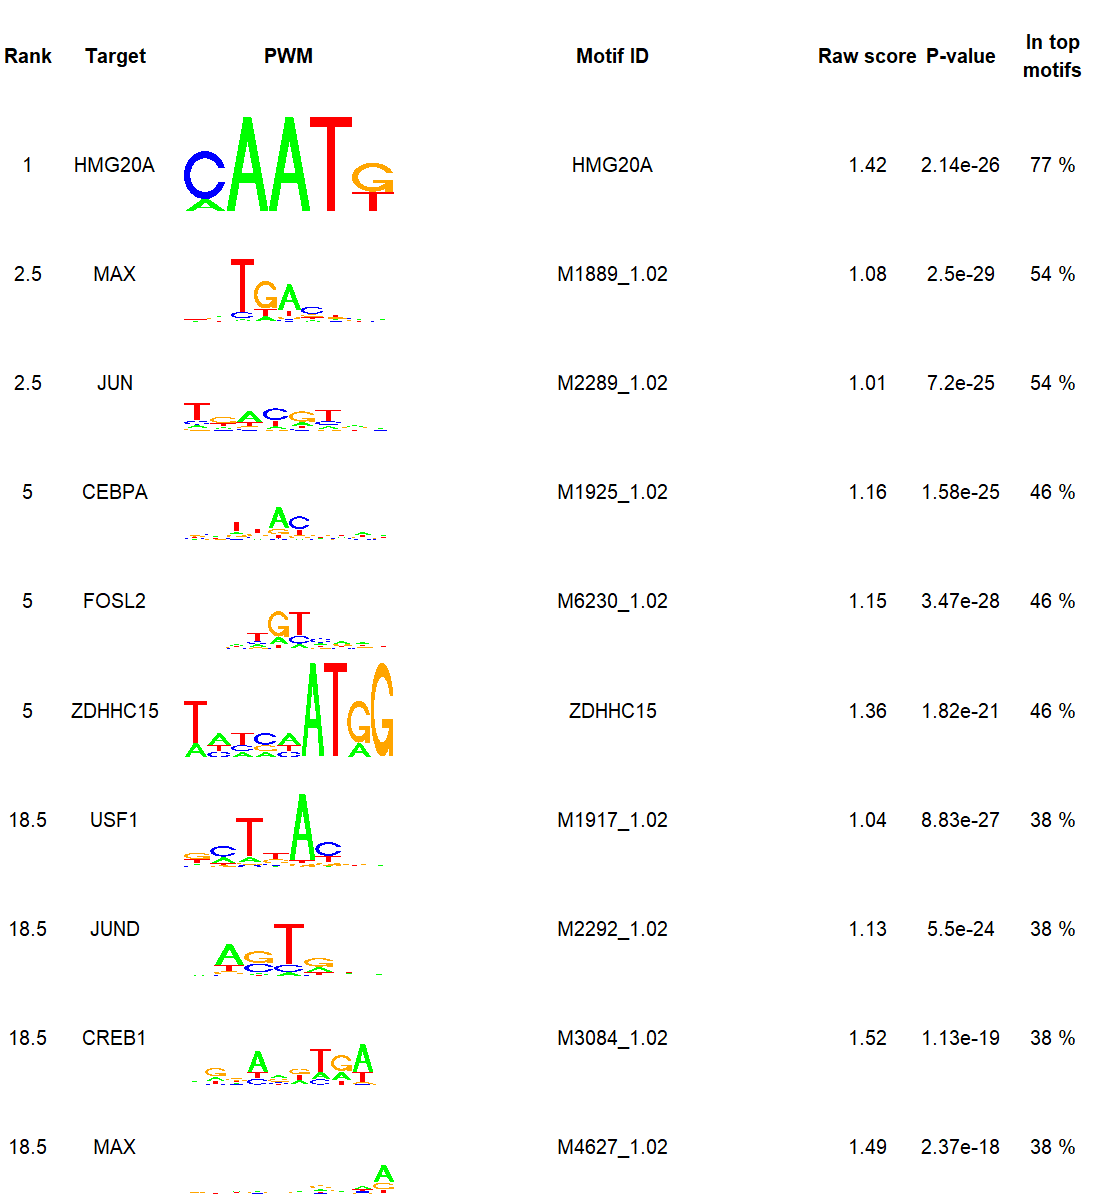 Rank Target PWM Motif ID Raw score P-value In top motifs
1 HMG20A HMG20A 1.42 2.14e-26 77 %
2.5 MAX M1889_1.02 1.08 2.5e-29 54 %
2.5 JUN M2289_1.02 1.01 7.2e-25 54 %
5 CEBPA M1925_1.02 1.16 1.58e-25 46 %
5 FOSL2 M6230_1.02 1.15 3.47e-28 46 %
5 ZDHHC15 ZDHHC15 1.36 1.82e-21 46 %
18.5 USF1 M1917_1.02 1.04 8.83e-27 38 %
18.5 JUND M2292_1.02 1.13 5.5e-24 38 %
18.5 CREB1 M3084_1.02 1.52 1.13e-19 38 %
18.5 MAX M4627_1.02 1.49 2.37e-18 38 %